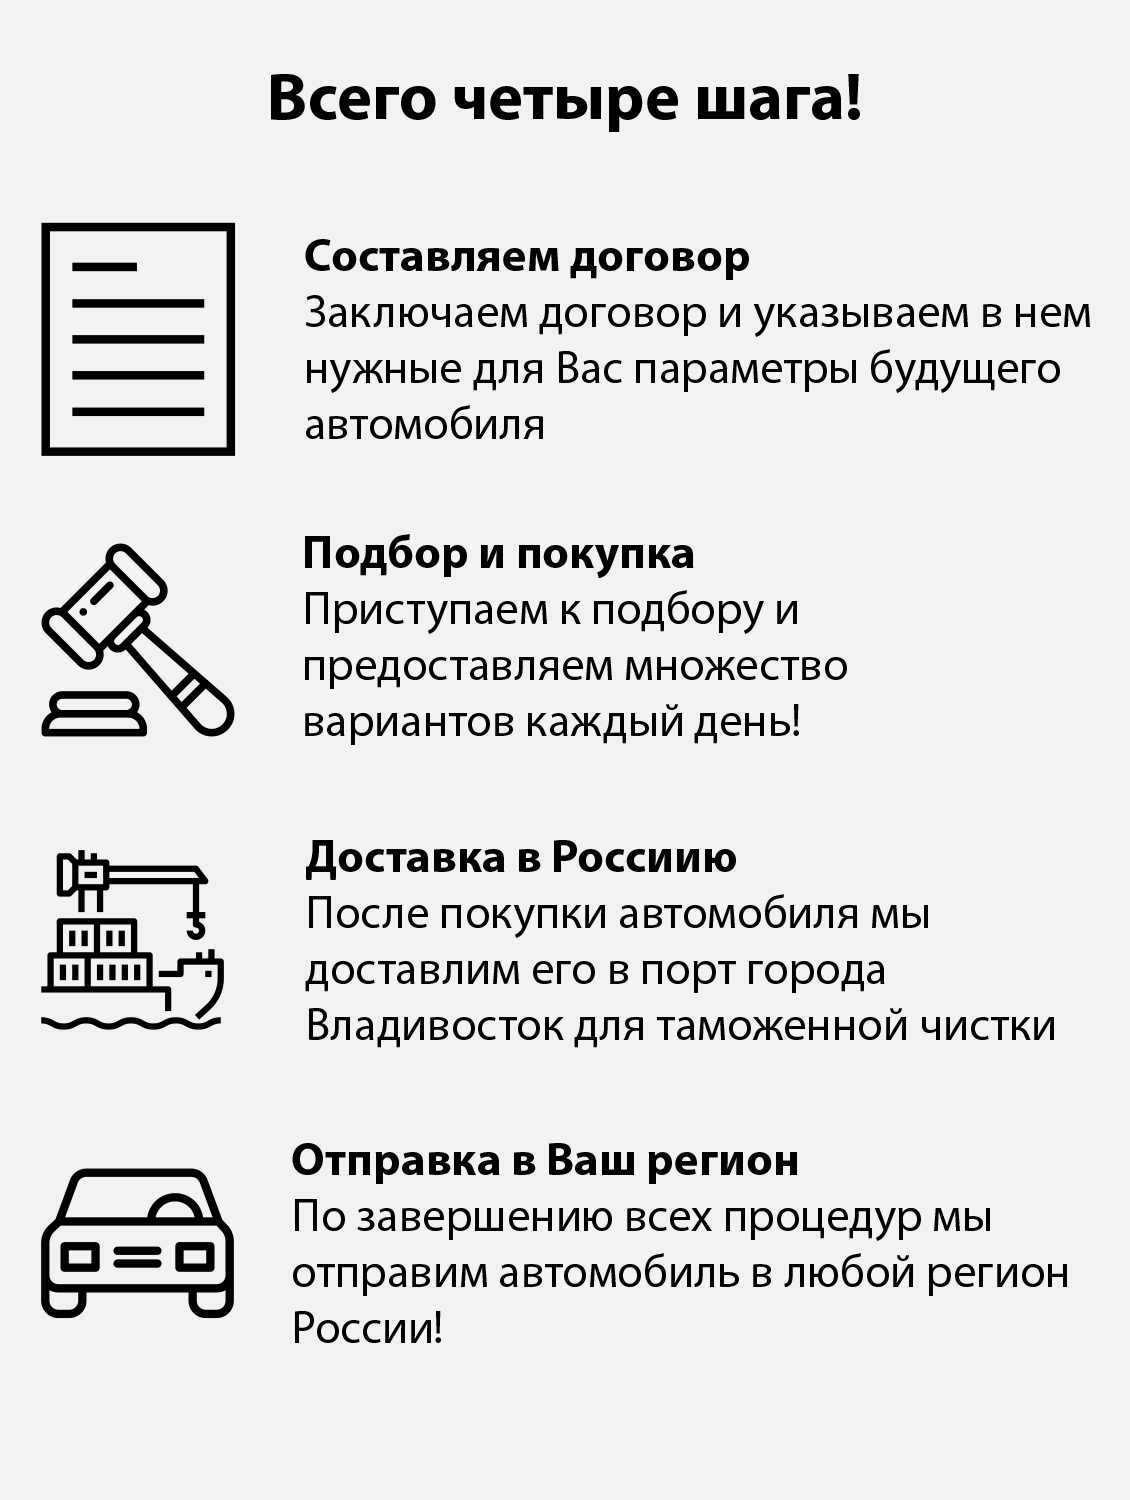 Всего четыре шага!
Составляем договор
Заключаем договор и указываем в нем
нужные для Вас параметры будущего
автомобиля
Подбор и покупка
Приступаем к подбору и
предоставляем множество
вариантов каждый день!
Доставка в Россиию
После покупки автомобиля мы
доставлим его в порт города
Владивосток для таможенной чистки
Отправка в Ваш регион
По завершению всех процедур мы
отправим автомобиль в любой регион
России!